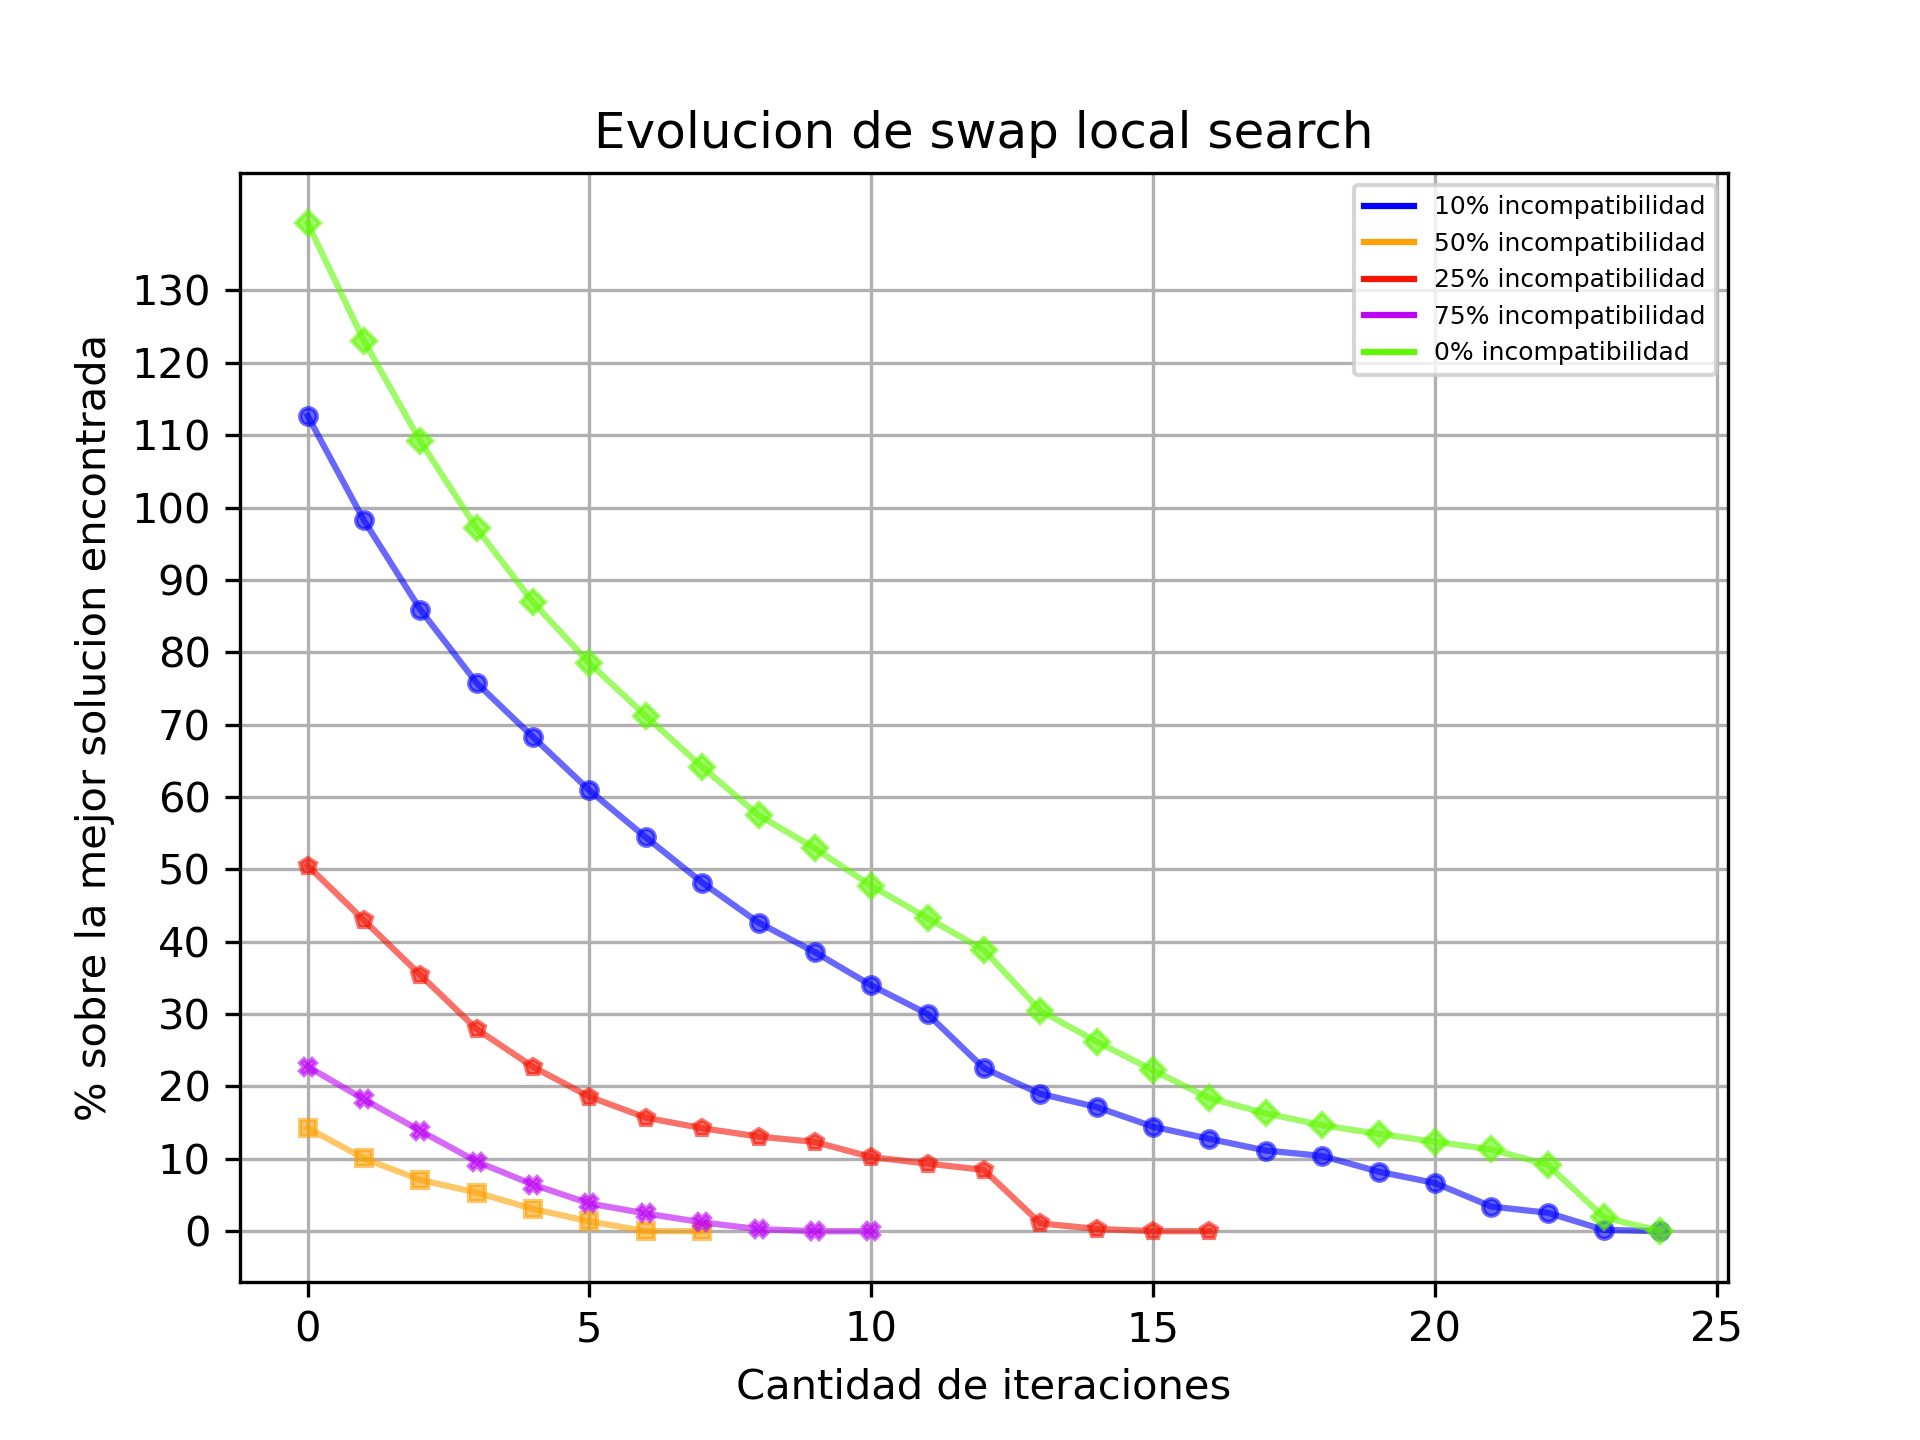 Evolucion de swap local search
10% incompatibilidad
50% incompatibilidad
25% incompatibilidad
75% incompatibilidad
0% incompatibilidad
% sobre la mejor solucion encontrada
130
120
110
100
90
80
70
60
50
40
30
20
10
0
0 5 10 15 20 25
Cantidad de iteraciones